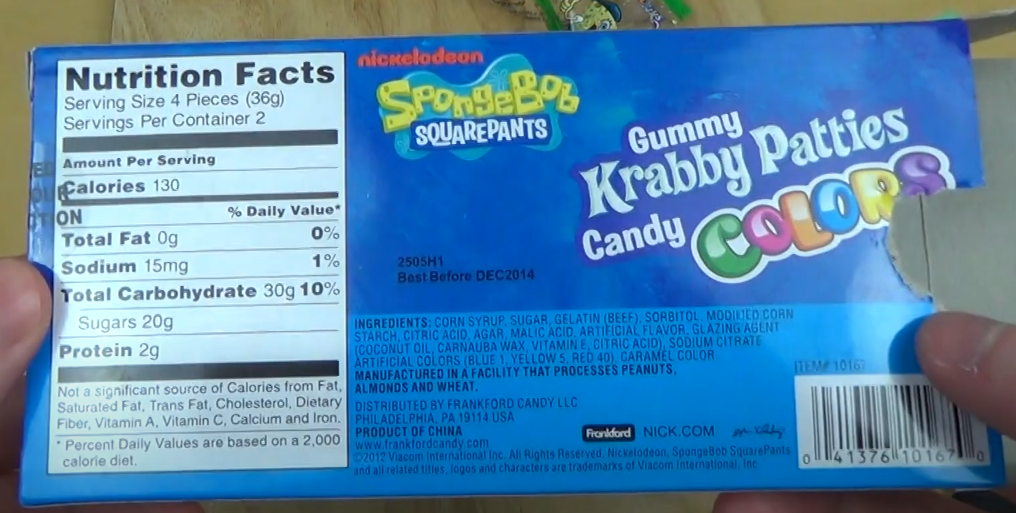 Nutrition Facts
Serving Size 4 Pieces (36g)
Servings Per Container 2
Amount Per Serving
Calories 130
% Daily Value*
Total Fat 0g 0%
Sodium 15mg 1%
Total Carbohydrate 30g 10%
Sugars 20g
Protein 2g
Not a significant source of Calories from Fat,
Saturated Fat, Trans Fat, Cholesterol, Dietary
Fiber, Vitamin A, Vitamin C, Calcium and Iron.
* Percent Daily Values are based on a 2,000
calorie diet.
nickelodeon
SpongeBob
SQUAREPANTS
Gummy
Krabby Patties
Candy COLORS
2505H1
Best Before DEC2014
INGREDIENTS: CORN SYRUP, SUGAR, GELATIN (BEEF), SORBITOL, MODIFIED CORN
STARCH, CITRIC ACID, AGAR, MALIC ACID, ARTIFICIAL FLAVOR, GLAZING AGENT
(COCONUT OIL, CARNAUBA WAX, VITAMIN E, CITRIC ACID), SODIUM CITRATE
ARTIFICIAL COLORS (BLUE 1, YELLOW 5, RED 40), CARAMEL COLOR.
MANUFACTURED IN A FACILITY THAT PROCESSES PEANUTS,
ALMONDS AND WHEAT.
DISTRIBUTED BY FRANKFORD CANDY LLC
PHILADELPHIA, PA 19114 USA
PRODUCT OF CHINA
www.frankfordcandy.com
Frankford NICK.COM
©2012 Viacom International Inc. All Rights Reserved. Nickelodeon, SpongeBob SquarePants
and all related titles, logos and characters are trademarks of Viacom International, Inc
ITEM# 10167
0 41376 10167 0